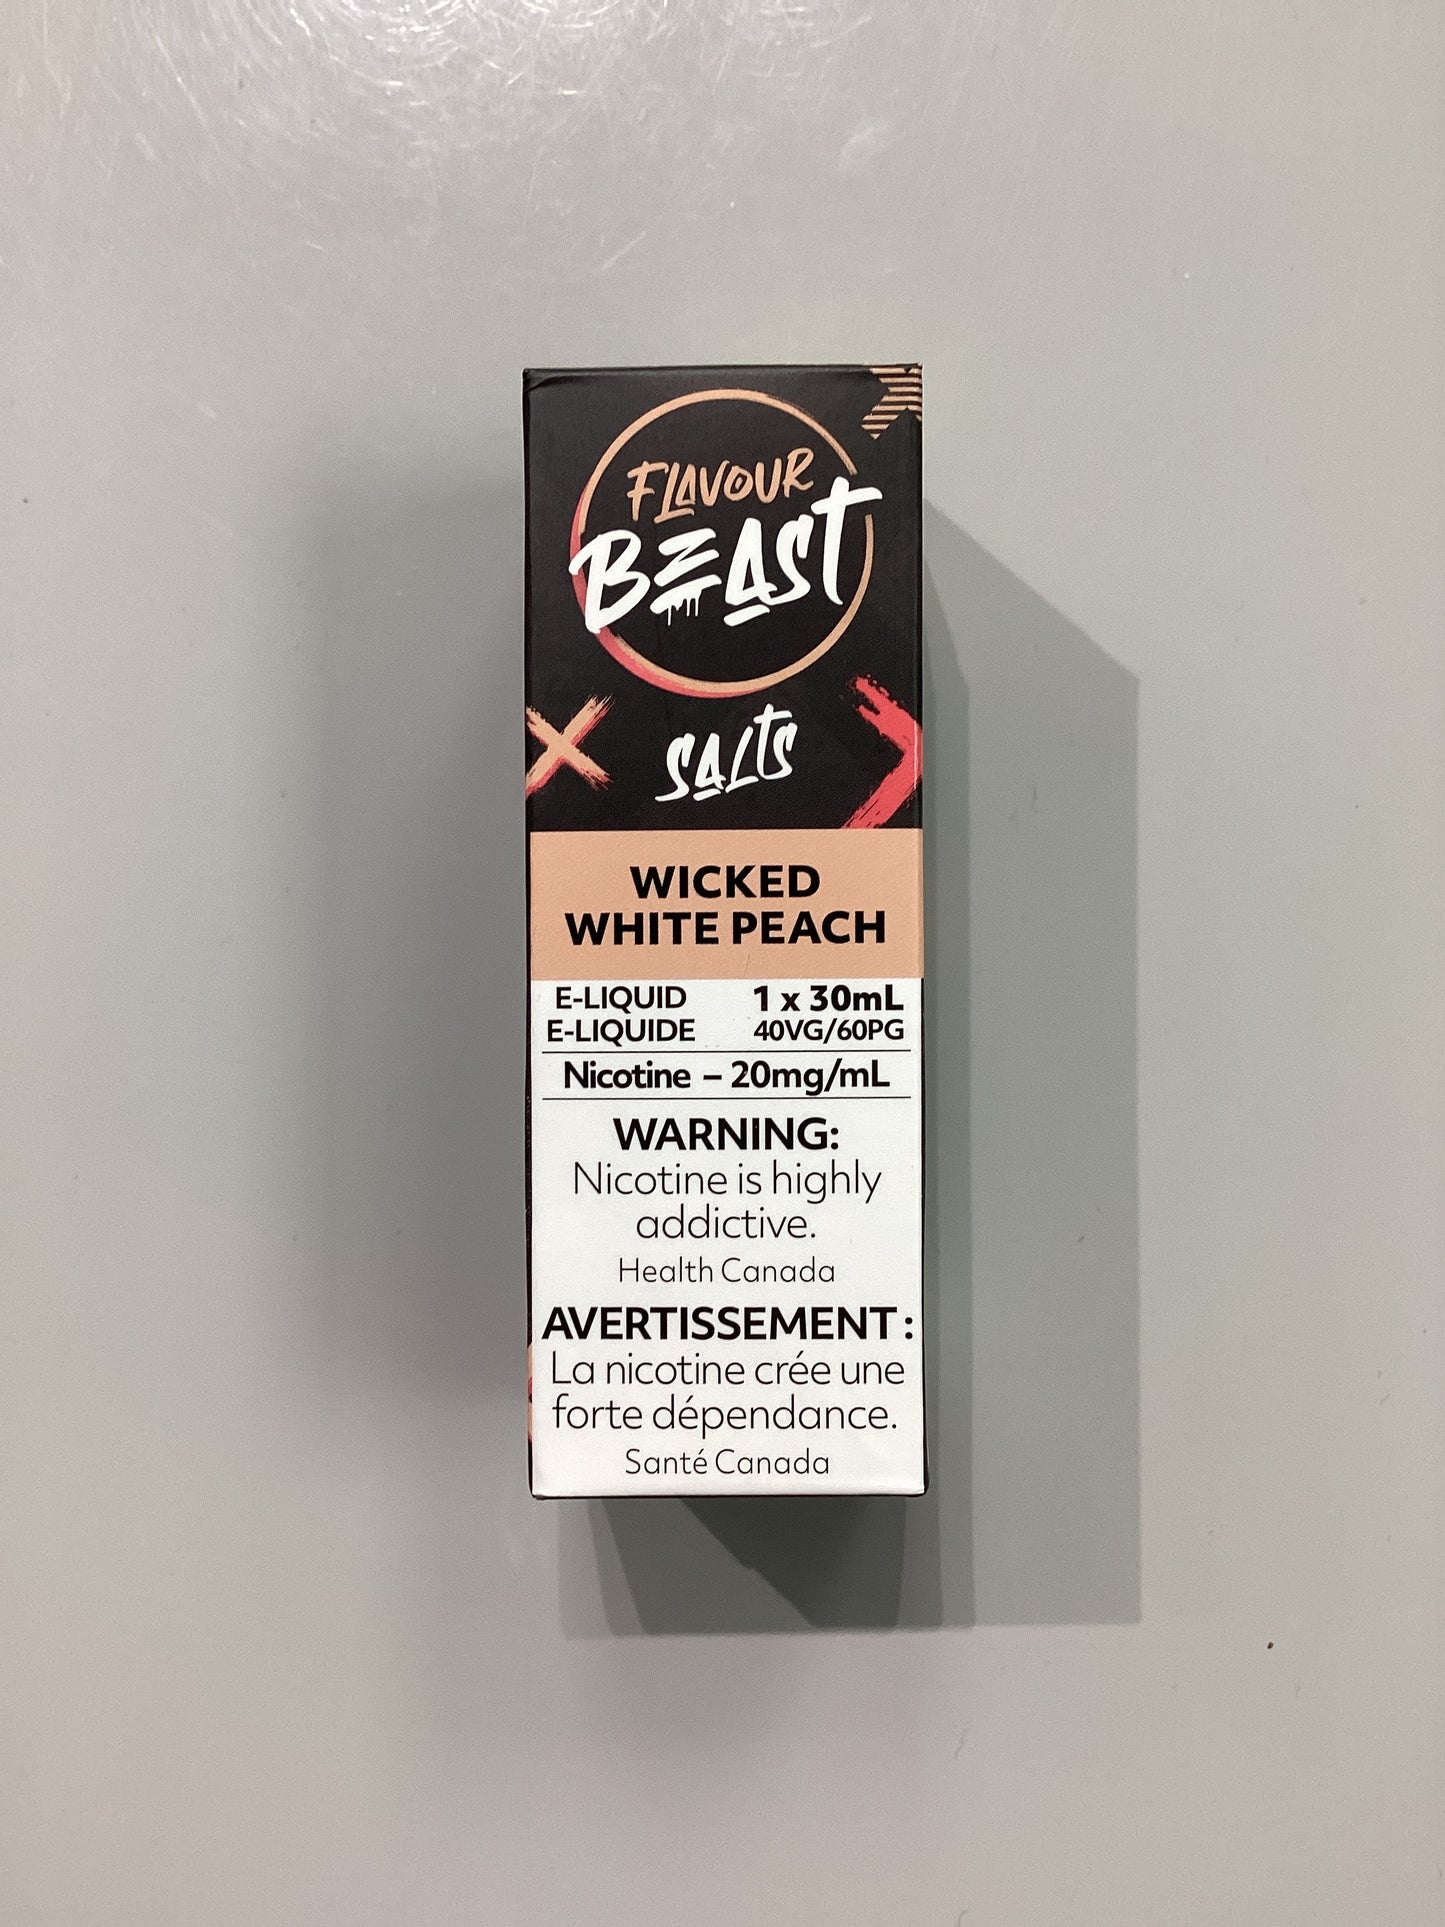 FLAVOUR
BEAST
SALTS
WICKED
WHITE PEACH
E-LIQUID 1 x 30mL
E-LIQUIDE 40VG/60PG
Nicotine – 20mg/mL
WARNING:
Nicotine is highly
addictive.
Health Canada
AVERTISSEMENT :
La nicotine crée une
forte dépendance.
Santé Canada